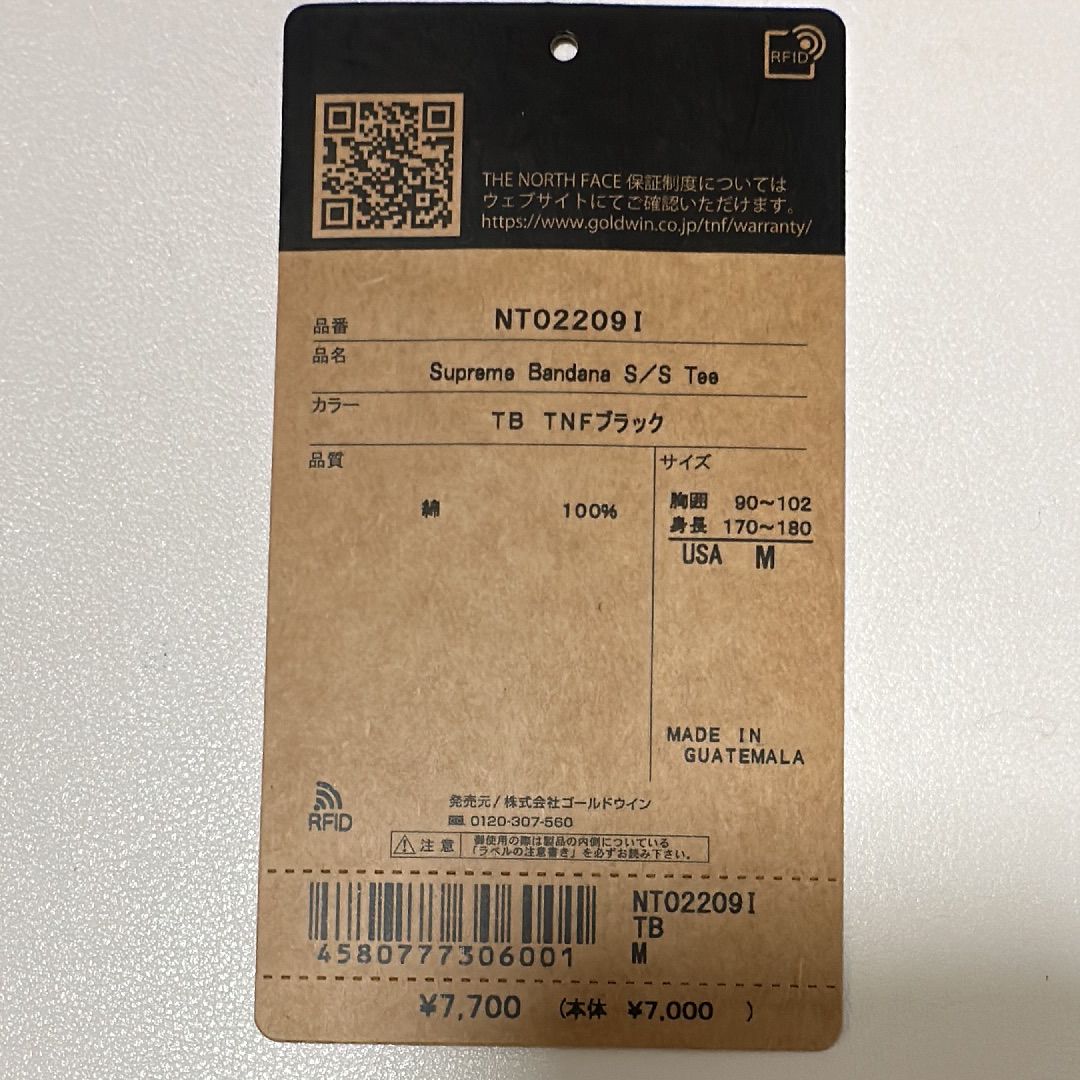 RFID
THE NORTH FACE 保証制度については
ウェブサイトにてご確認いただけます。
https://www.goldwin.co.jp/tnf/warranty/
品番 NT02209I
品名
Supreme Bandana S/S Tee
カラー
TB TNFブラック
品質
綿 100%
サイズ
胸囲 90～102
身長 170～180
USA M
MADE IN
GUATEMALA
RFID
発売元/株式会社ゴールドウイン
0120-307-560
注意
御使用の際は製品の内側についている
「ラベルの注意書き」を必ずお読み下さい。
4580777306001
NT02209I
TB
M
¥7,700 (本体 ¥7,000 )